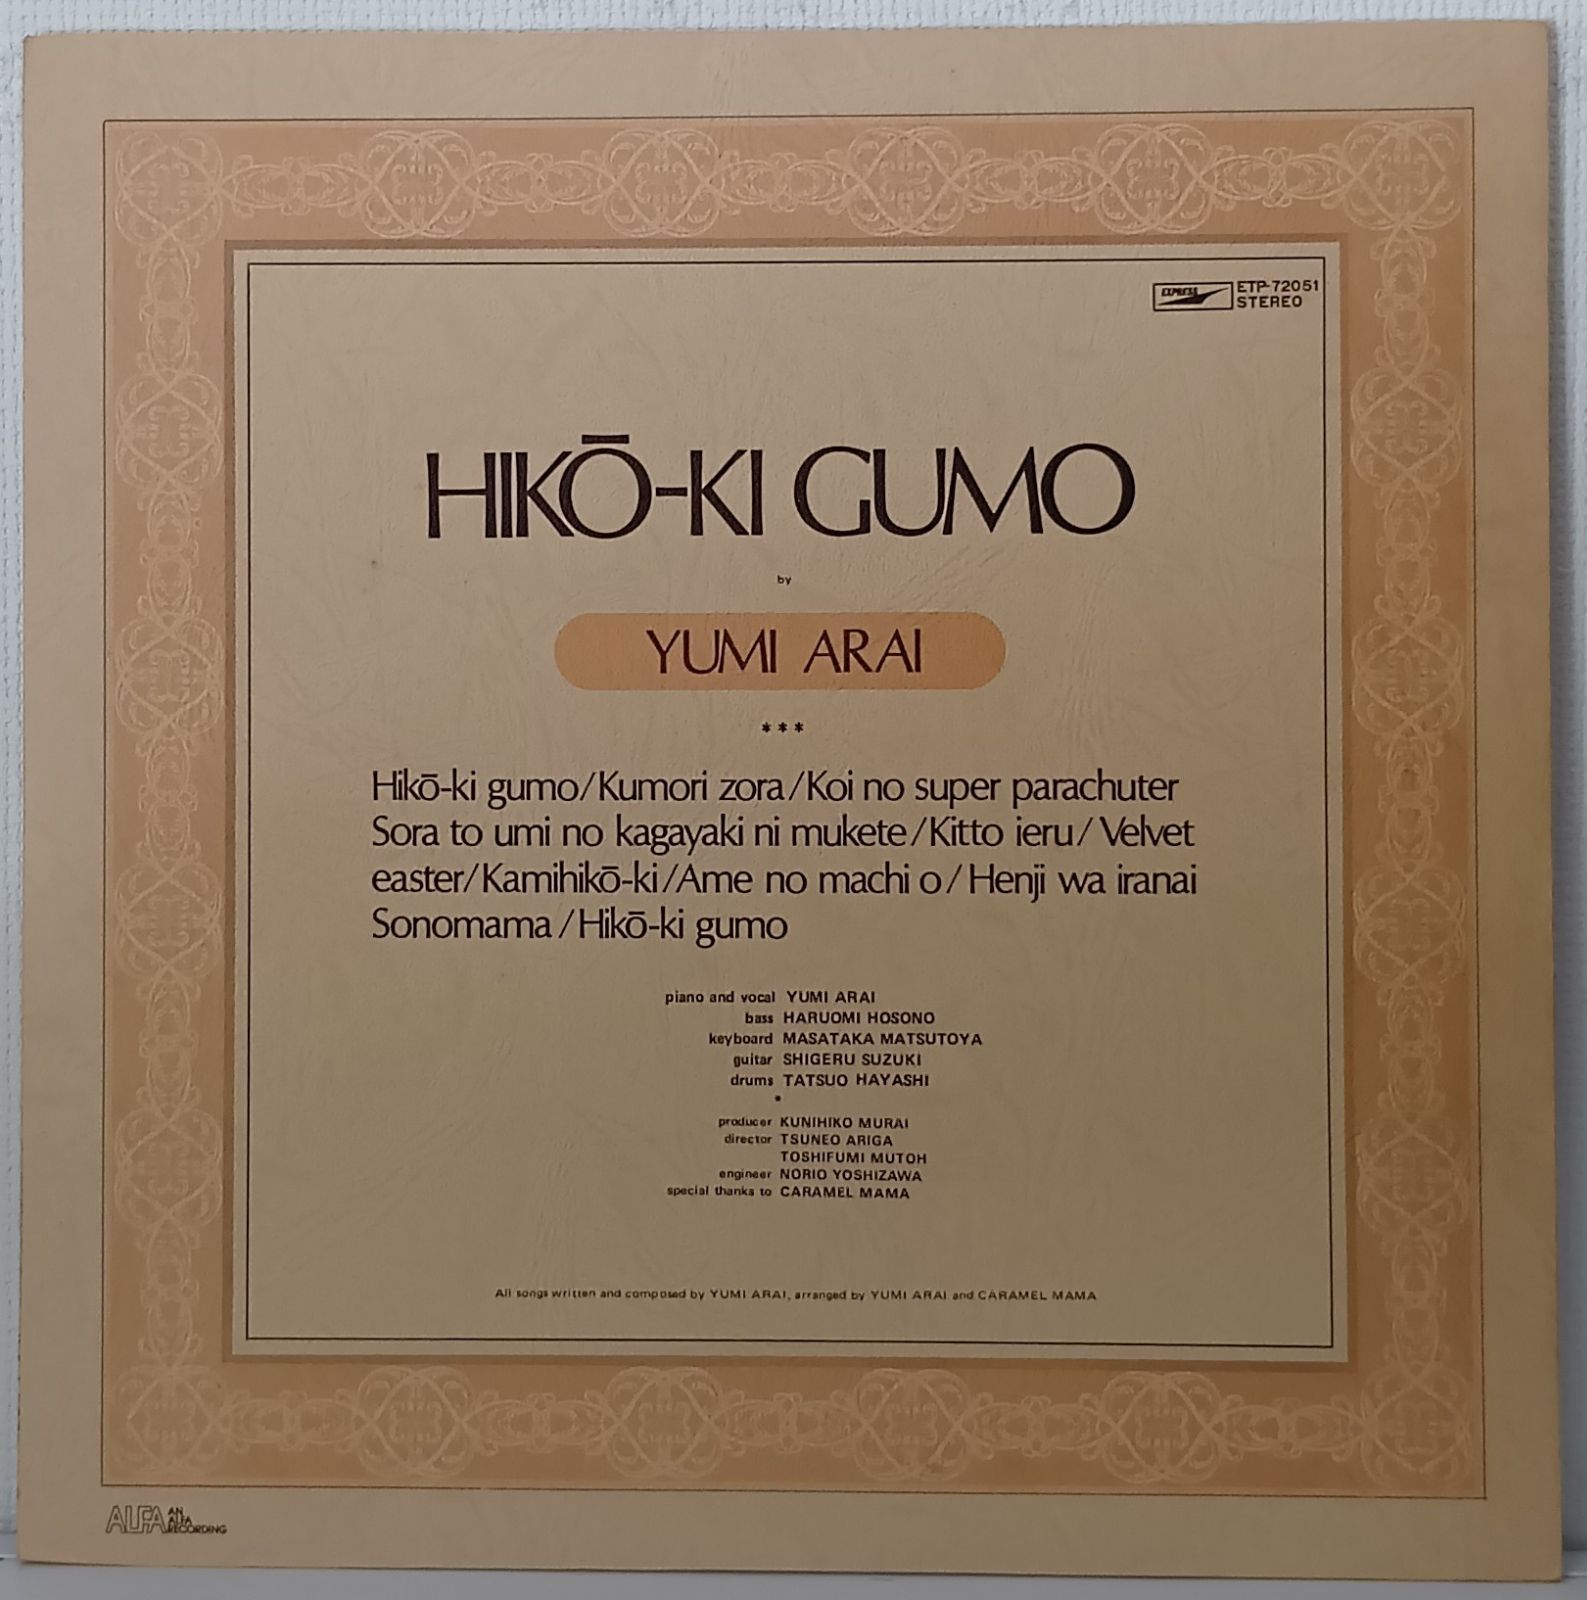 EXPRESS ETP-72051
STEREO
HIKŌ-KI GUMO
by
YUMI ARAI
***
Hikō-ki gumo/Kumori zora/Koi no super parachuter
Sora to umi no kagayaki ni mukete/Kitto ieru/Velvet
easter/Kamihikō-ki/Ame no machi o/Henji wa iranai
Sonomama/Hikō-ki gumo
piano and vocal YUMI ARAI
bass HARUOMI HOSONO
keyboard MASATAKA MATSUTOYA
guitar SHIGERU SUZUKI
drums TATSUO HAYASHI
*
producer KUNIHIKO MURAI
director TSUNEO ARIGA
TOSHIFUMI MUTOH
engineer NORIO YOSHIZAWA
special thanks to CARAMEL MAMA
All songs written and composed by YUMI ARAI, arranged by YUMI ARAI and CARAMEL MAMA
ALFA AN
ALFA
RECORDING